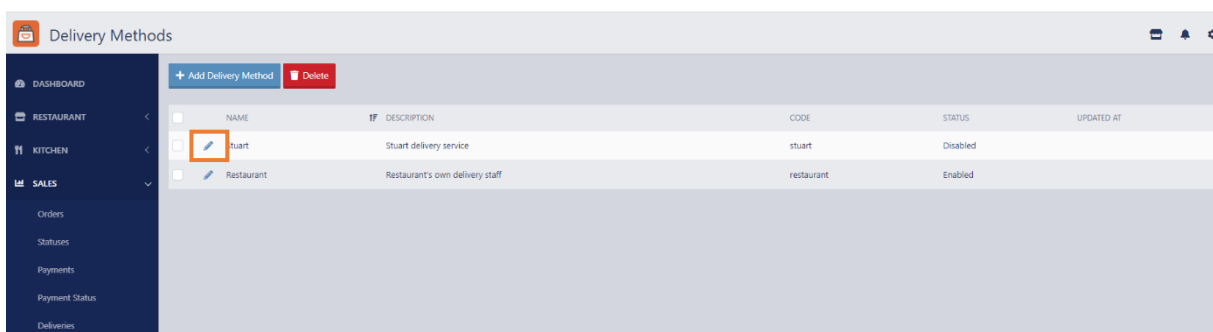 Delivery Methods
DASHBOARD
RESTAURANT
KITCHEN
SALES
Orders
Statuses
Payments
Payment Status
Deliveries
+ Add Delivery Method Delete
NAME DESCRIPTION CODE STATUS UPDATED AT
Stuart Stuart delivery service stuart Disabled
Restaurant Restaurant's own delivery staff restaurant Enabled